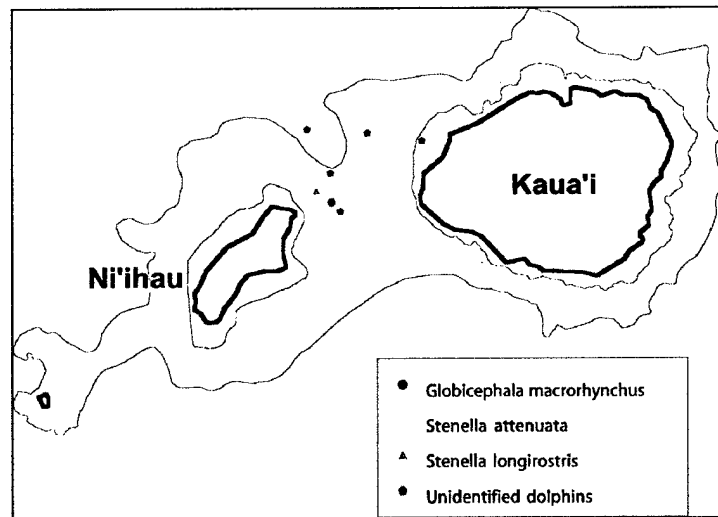 Kaua'i
Ni'ihau
Globicephala macrorhynchus
Stenella attenuata
Stenella longirostris
Unidentified dolphins